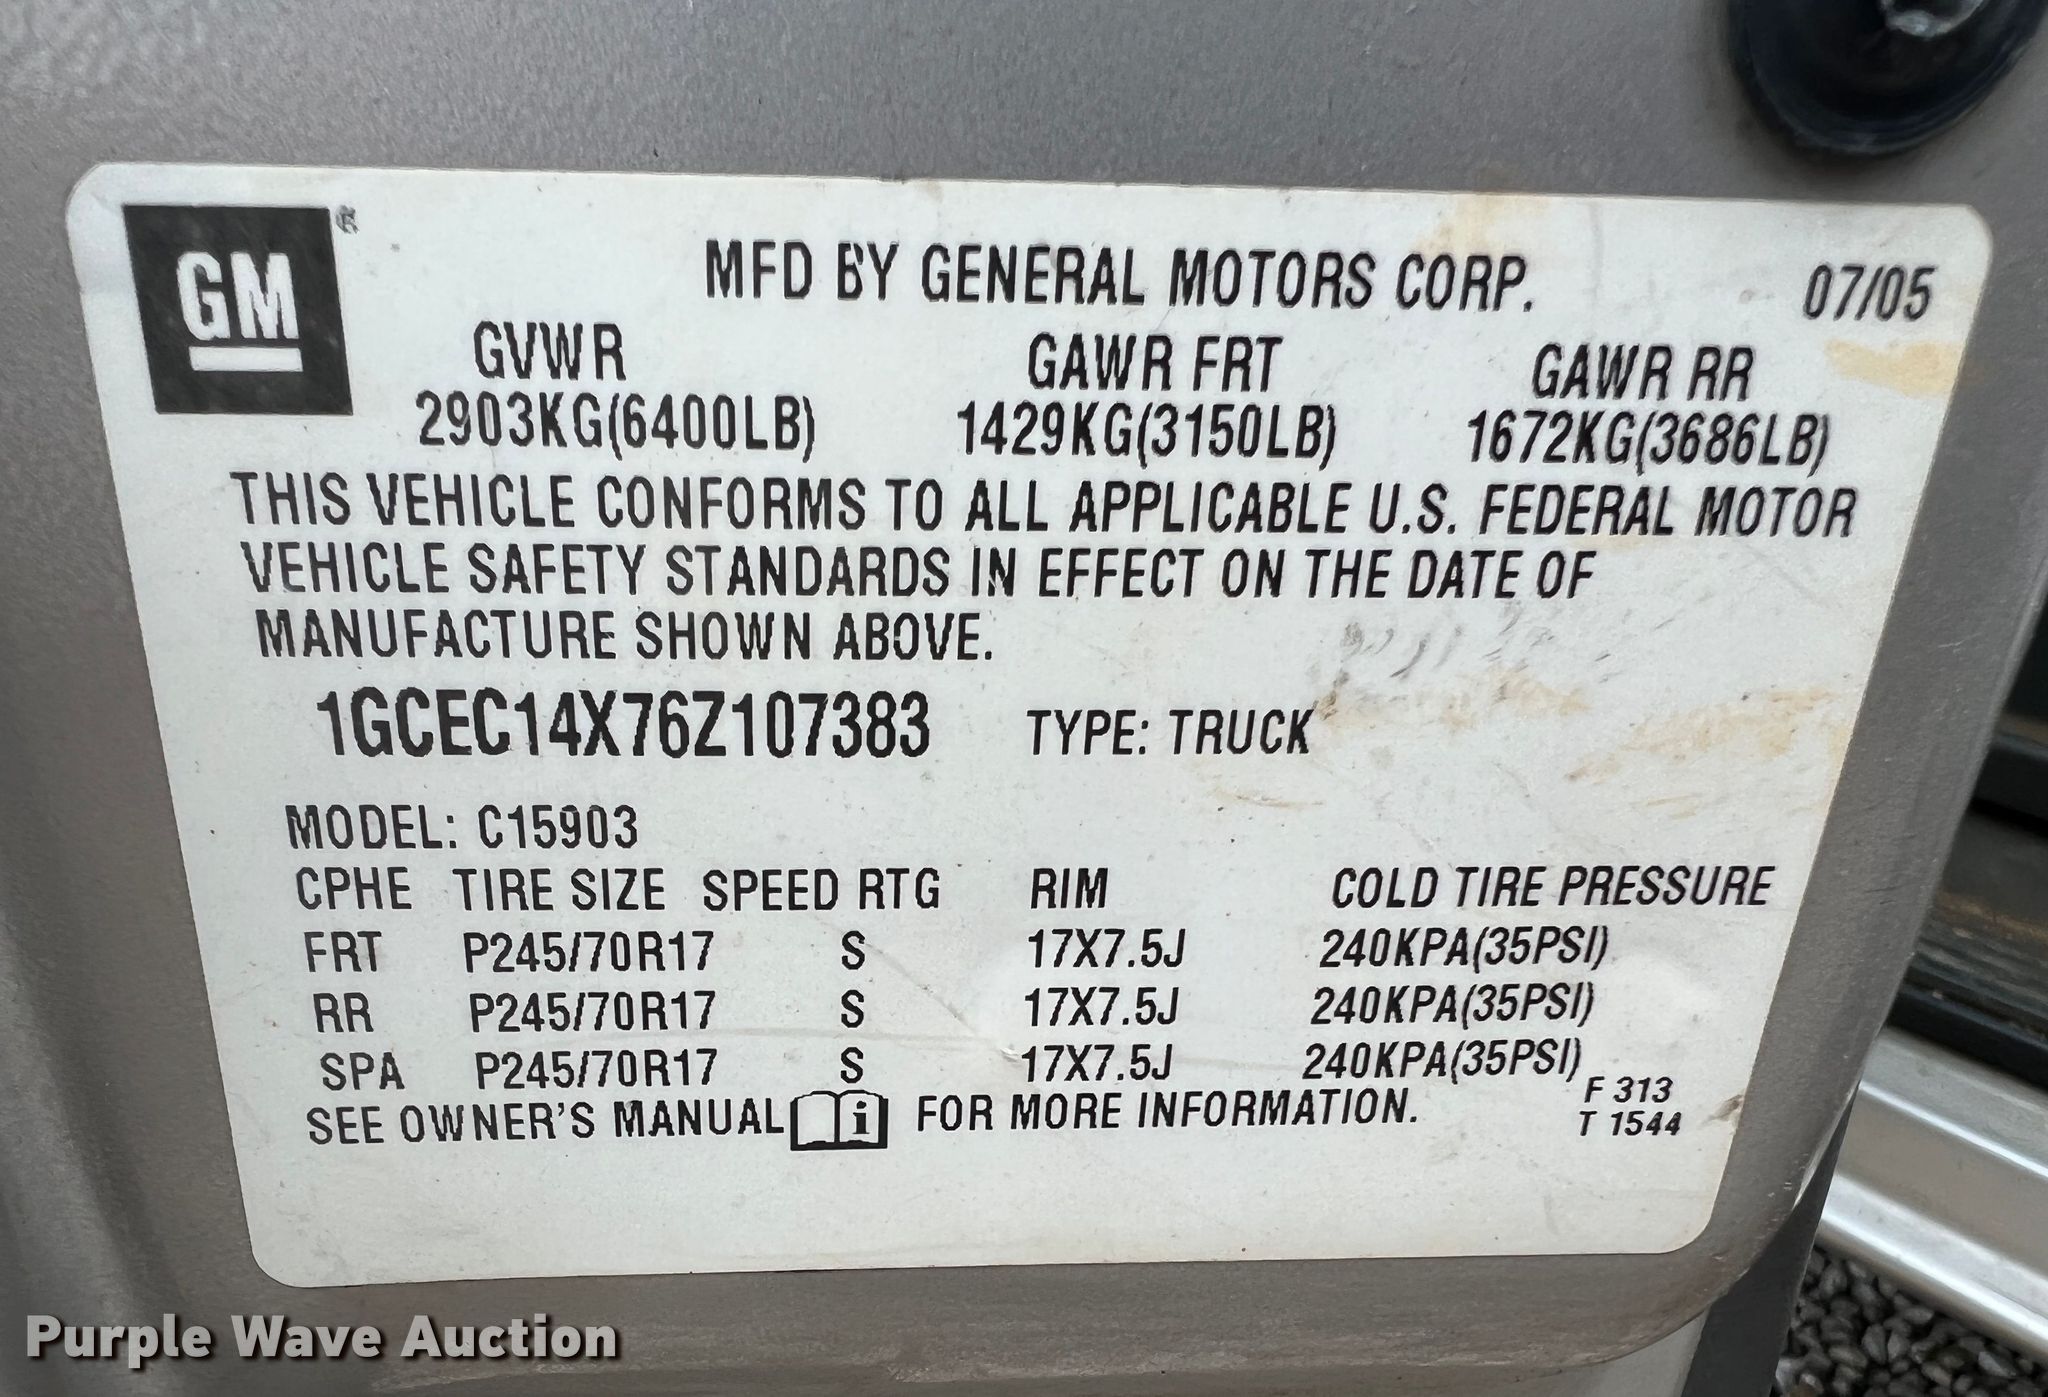 GM ®
MFD BY GENERAL MOTORS CORP. 07/05
GVWR GAWR FRT GAWR RR
2903KG(6400LB) 1429KG(3150LB) 1672KG(3686LB)
THIS VEHICLE CONFORMS TO ALL APPLICABLE U.S. FEDERAL MOTOR
VEHICLE SAFETY STANDARDS IN EFFECT ON THE DATE OF
MANUFACTURE SHOWN ABOVE.
1GCEC14X76Z107383 TYPE: TRUCK
MODEL: C15903
CPHE TIRE SIZE SPEED RTG RIM COLD TIRE PRESSURE
FRT P245/70R17 S 17X7.5J 240KPA(35PSI)
RR P245/70R17 S 17X7.5J 240KPA(35PSI)
SPA P245/70R17 S 17X7.5J 240KPA(35PSI)
SEE OWNER'S MANUAL i FOR MORE INFORMATION.
F 313
T 1544
Purple Wave Auction